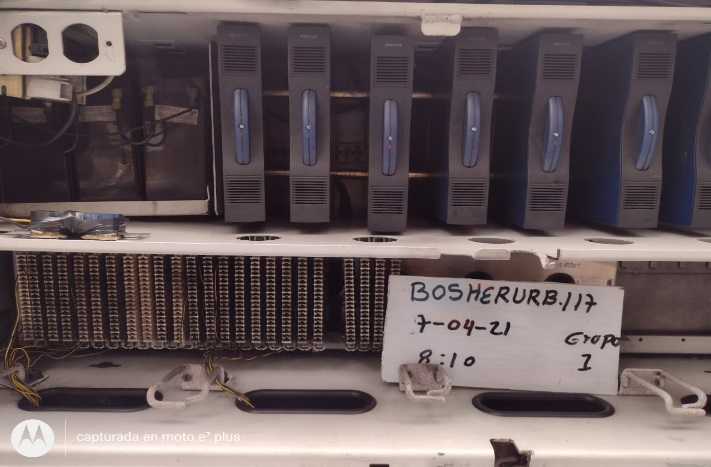 BOSHERURB.117
7-04-21
Grupo
8:10
I
capturada en moto e⁷ plus